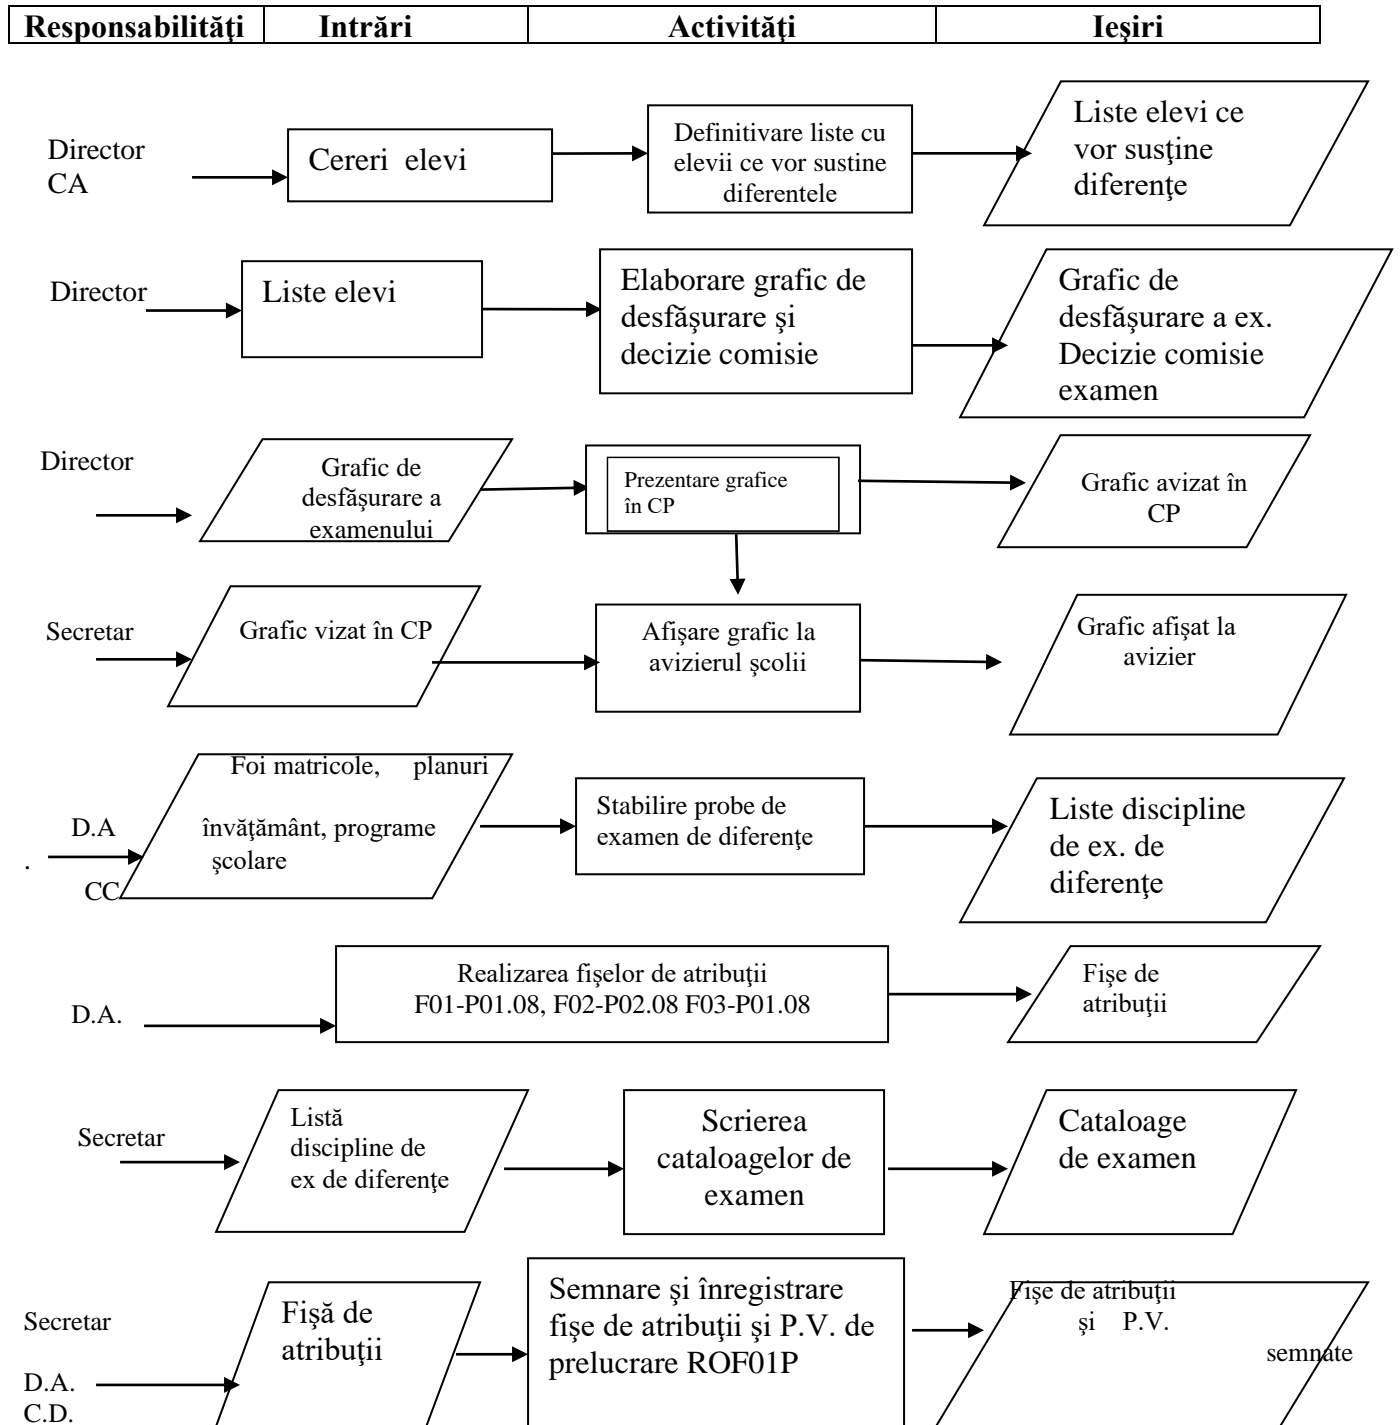 Responsabilităţi Intrări Activităţi Ieşiri
Director
CA
Cereri elevi
Definitivare liste cu
elevii ce vor sustine
diferentele
Liste elevi ce
vor susţine
diferenţe
Director
Liste elevi
Elaborare grafic de
desfăşurare şi
decizie comisie
Grafic de
desfăşurare a ex.
Decizie comisie
examen
Director
Grafic de
desfăşurare a
examenului
Prezentare grafice
în CP
Grafic avizat în
CP
Secretar
Grafic vizat în CP
Afişare grafic la
avizierul şcolii
Grafic afişat la
avizier
D.A
.
CC
Foi matricole, planuri
învăţământ, programe
şcolare
Stabilire probe de
examen de diferenţe
Liste discipline
de ex. de
diferenţe
D.A.
Realizarea fişelor de atribuţii
F01-P01.08, F02-P02.08 F03-P01.08
Fişe de
atribuţii
Secretar
Listă
discipline de
ex de diferenţe
Scrierea
cataloagelor de
examen
Cataloage
de examen
Secretar
D.A.
C.D.
Fişă de
atribuţii
Semnare şi înregistrare
fişe de atribuţii şi P.V. de
prelucrare ROF01P
Fişe de atribuţii
şi P.V.
semnate